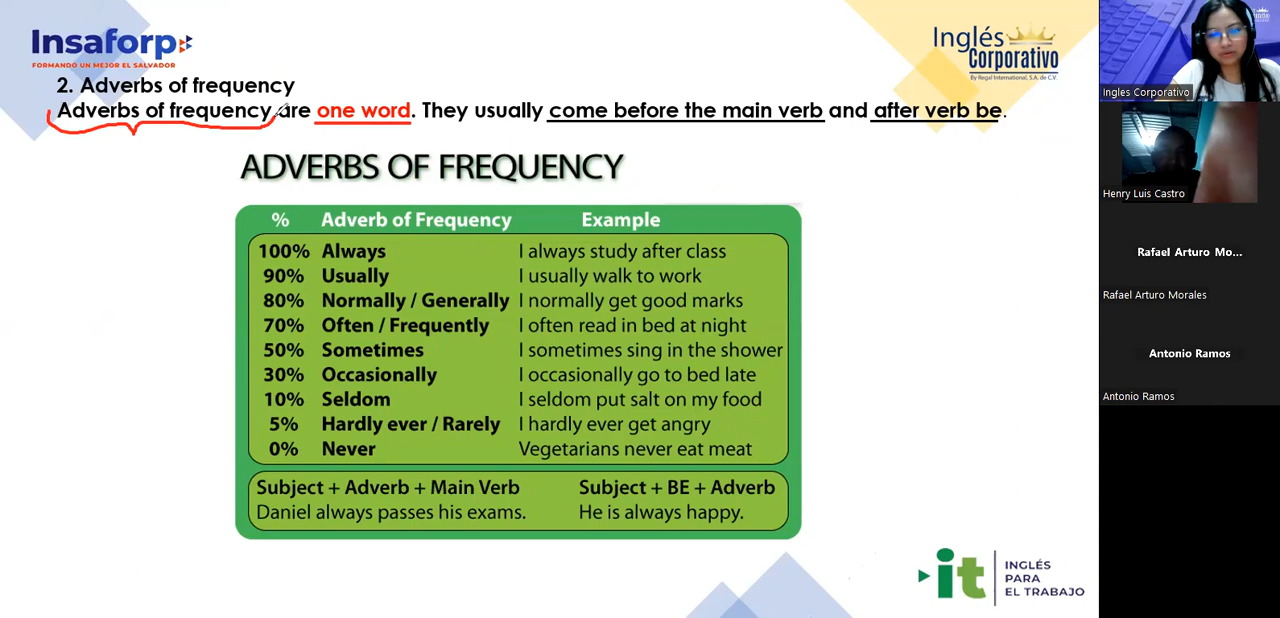 Insaforp
FORMANDO UN MEJOR EL SALVADOR
Inglés
Corporativo
By Regal International, S.A. de C.V.
2. Adverbs of frequency
Adverbs of frequency are one word. They usually come before the main verb and after verb be.
ADVERBS OF FREQUENCY
% Adverb of Frequency Example
100% Always I always study after class
90% Usually I usually walk to work
80% Normally / Generally I normally get good marks
70% Often / Frequently I often read in bed at night
50% Sometimes I sometimes sing in the shower
30% Occasionally I occasionally go to bed late
10% Seldom I seldom put salt on my food
5% Hardly ever / Rarely I hardly ever get angry
0% Never Vegetarians never eat meat
Subject + Adverb + Main Verb Subject + BE + Adverb
Daniel always passes his exams. He is always happy.
it
INGLÉS
PARA
EL TRABAJO
Ingles Corporativo
Henry Luis Castro
Rafael Arturo Mo...
Rafael Arturo Morales
Antonio Ramos
Antonio Ramos